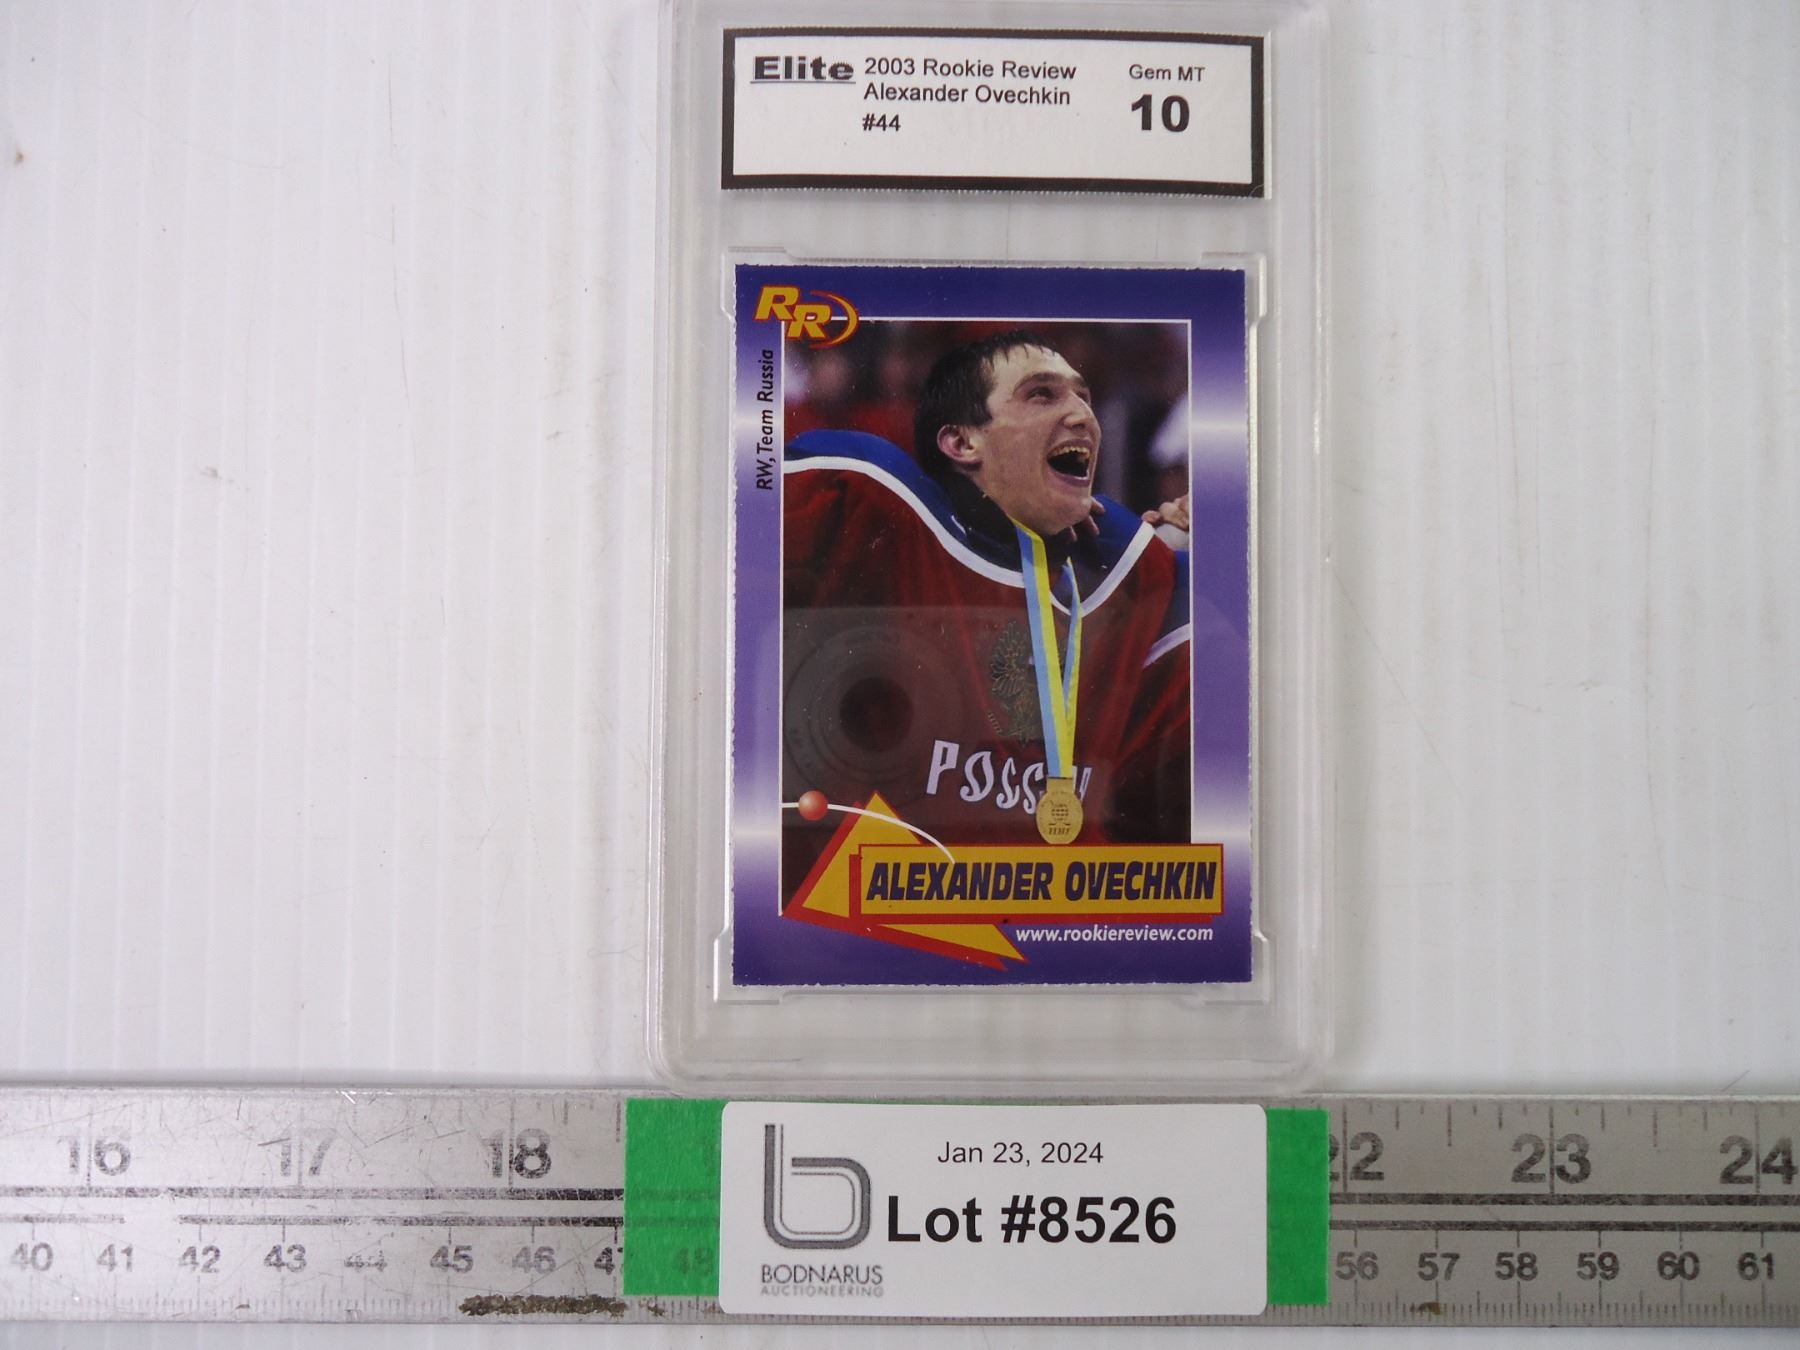 Elite 2003 Rookie Review Gem MT
Alexander Ovechkin 10
#44
RR
RW, Team Russia
ALEXANDER OVECHKIN
www.rookiereview.com
16 17 18 22 23 24
40 41 42 43 44 45 46 47 48 56 57 58 59 60 61
Jan 23, 2024
b Lot #8526
BODNARUS
AUCTIONEERING